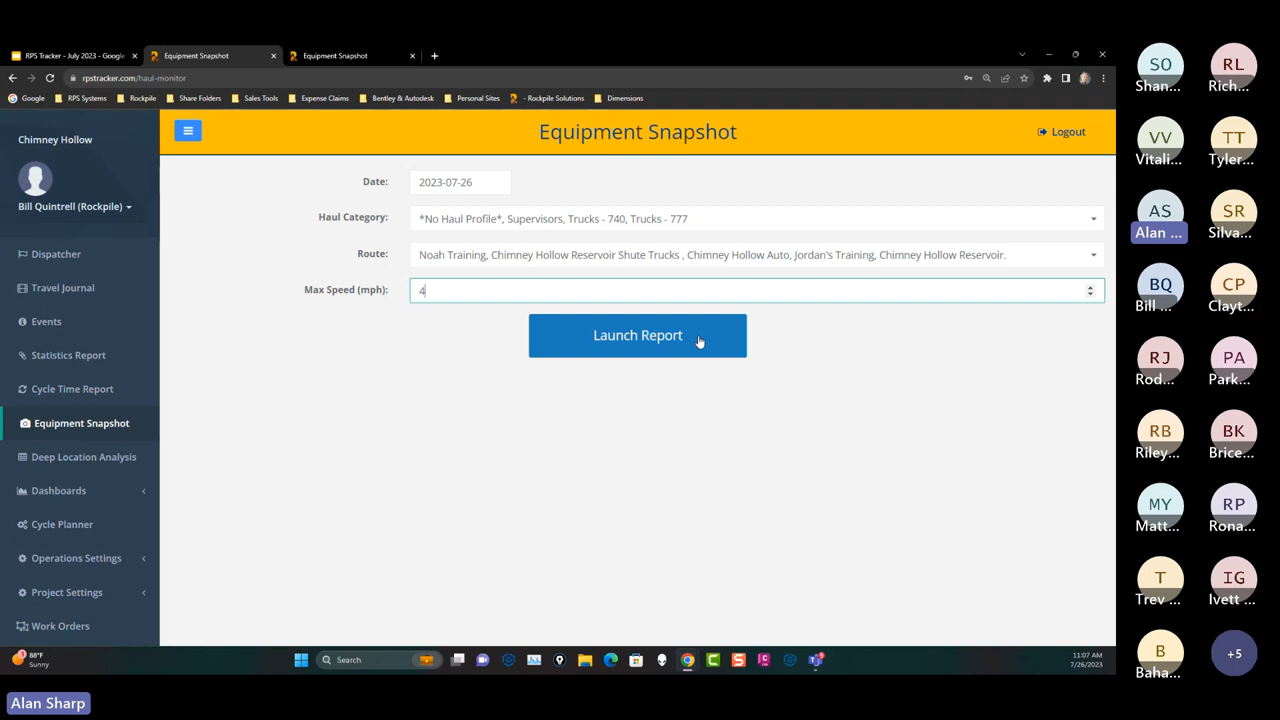 RPS Tracker - July 2023 - Google
Equipment Snapshot
Equipment Snapshot
rpstracker.com/haul-monitor
Google
RPS Systems
Rockpile
Share Folders
Sales Tools
Expense Claims
Bentley & Autodesk
Personal Sites
- Rockpile Solutions
Dimensions
Chimney Hollow
Bill Quintrell (Rockpile)
Dispatcher
Travel Journal
Events
Statistics Report
Cycle Time Report
Equipment Snapshot
Deep Location Analysis
Dashboards
Cycle Planner
Operations Settings
Project Settings
Work Orders
Equipment Snapshot
Logout
Date:
2023-07-26
Haul Category:
*No Haul Profile*, Supervisors, Trucks - 740, Trucks - 777
Route:
Noah Training, Chimney Hollow Reservoir Shute Trucks , Chimney Hollow Auto, Jordan's Training, Chimney Hollow Reservoir.
Max Speed (mph):
4
Launch Report
1
88°F
Sunny
Search
11:07 AM
7/26/2023
SO
Shan...
RL
Rich...
VV
Vitali...
TT
Tyler...
AS
Alan ...
SR
Silva...
BQ
Bill ...
CP
Clayt...
RJ
Rod...
PA
Park...
RB
Riley...
BK
Brice...
MY
Matt...
RP
Rona...
T
Trev ...
IG
Ivett ...
B
Baha...
+5
Alan Sharp